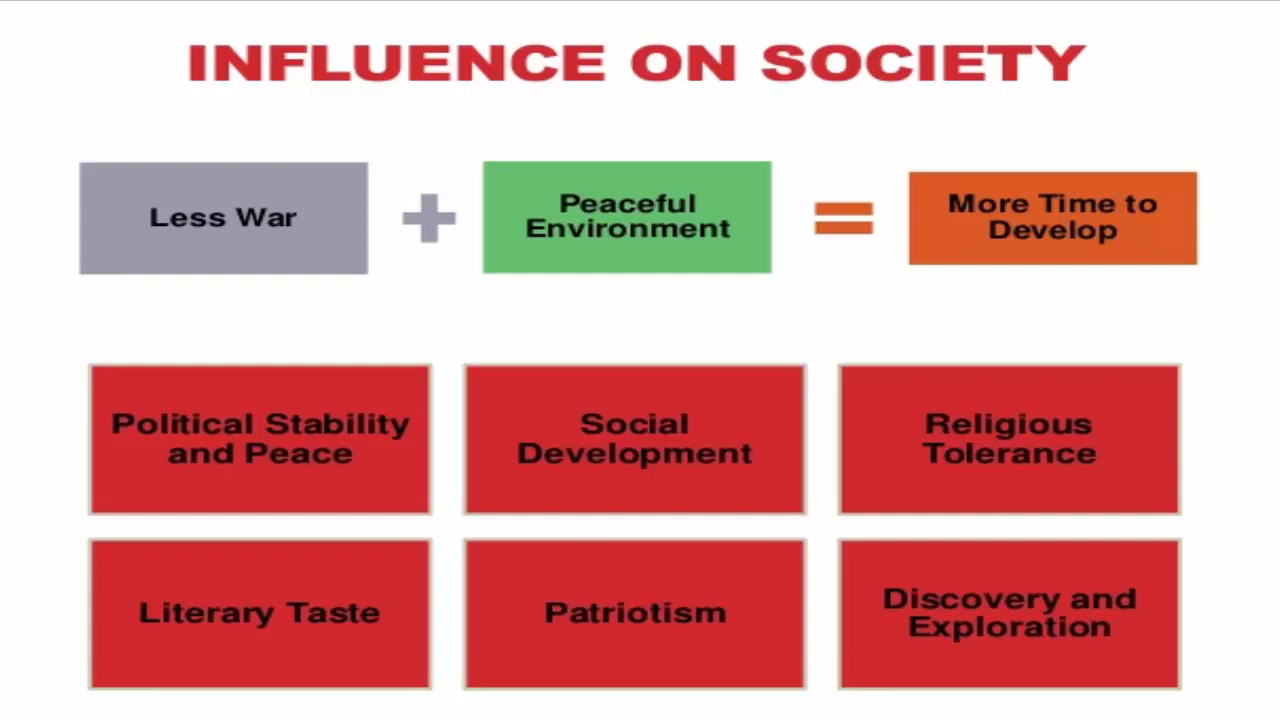 INFLUENCE ON SOCIETY
Less War
+
Peaceful
Environment
=
More Time to
Develop
Political Stability
and Peace
Social
Development
Religious
Tolerance
Literary Taste
Patriotism
Discovery and
Exploration